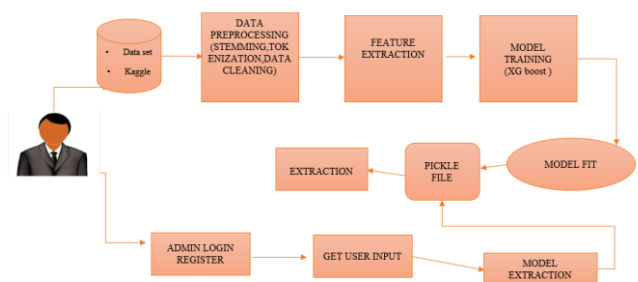 • Data set
• Kaggle
DATA
PREPROCESSING
(STEMMING,TOK
ENIZATION,DATA
CLEANING)
FEATURE
EXTRACTION
MODEL
TRAINING
(XG boost )
MODEL FIT
PICKLE
FILE
EXTRACTION
ADMIN LOGIN
REGISTER
GET USER INPUT
MODEL
EXTRACTION